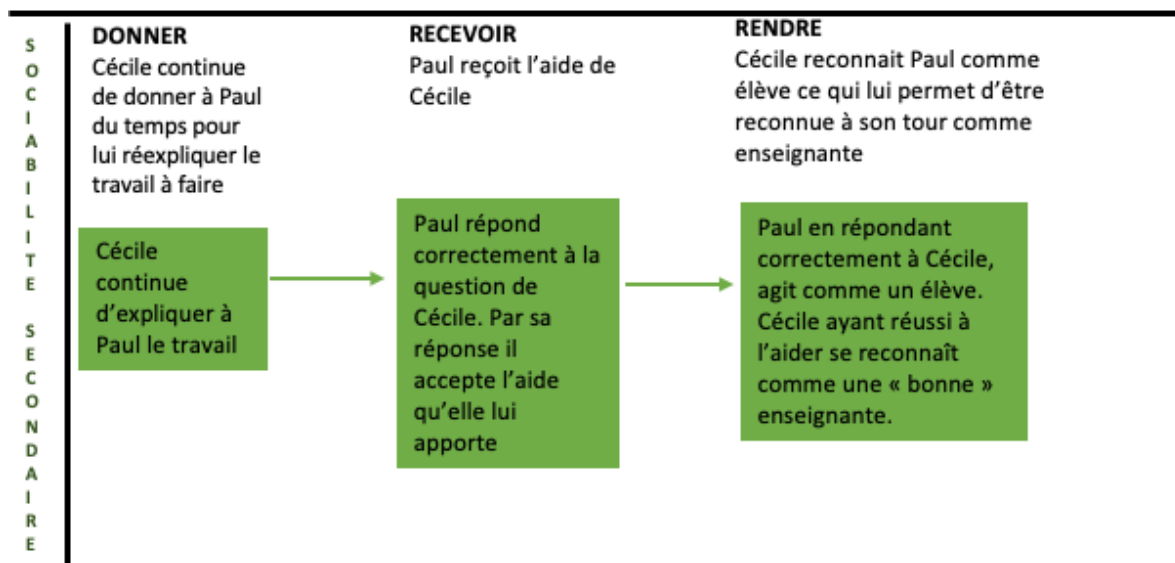 SOCIABILITE SECONDAIRE
DONNER
Cécile continue
de donner à Paul
du temps pour
lui réexpliquer le
travail à faire
RECEVOIR
Paul reçoit l’aide de
Cécile
RENDRE
Cécile reconnait Paul comme
élève ce qui lui permet d’être
reconnue à son tour comme
enseignante
Cécile
continue
d’expliquer à
Paul le travail
Paul répond
correctement à la
question de
Cécile. Par sa
réponse il
accepte l’aide
qu’elle lui
apporte
Paul en répondant
correctement à Cécile,
agit comme un élève.
Cécile ayant réussi à
l’aider se reconnaît
comme une « bonne »
enseignante.